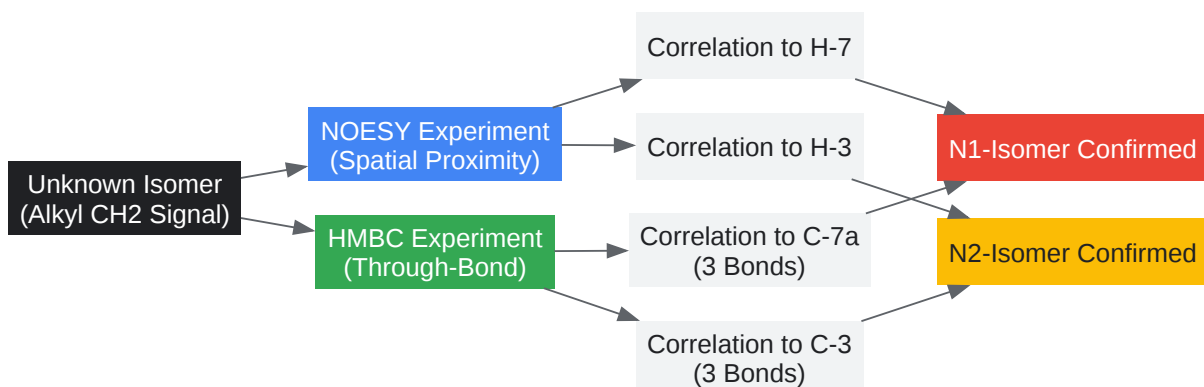 Unknown Isomer
(Alkyl CH2 Signal)
NOESY Experiment
(Spatial Proximity)
HMBC Experiment
(Through-Bond)
Correlation to H-7
Correlation to H-3
Correlation to C-7a
(3 Bonds)
Correlation to C-3
(3 Bonds)
N1-Isomer Confirmed
N2-Isomer Confirmed